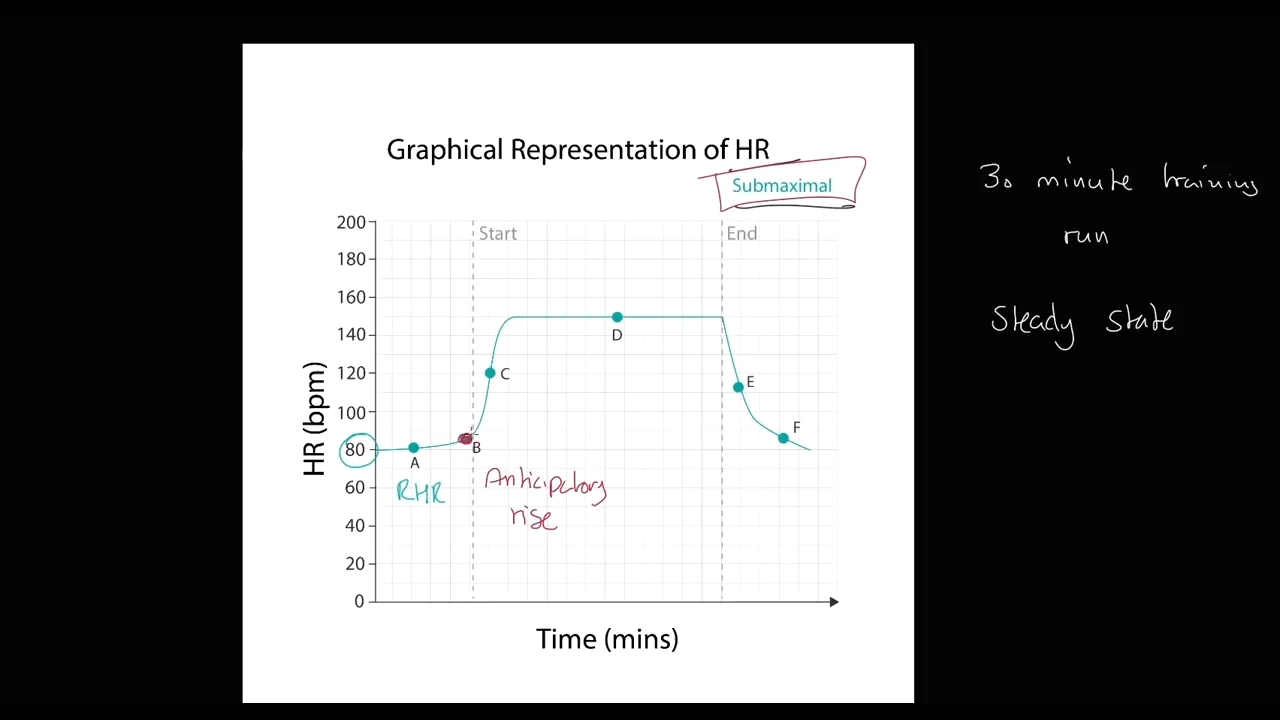 Graphical Representation of HR
Submaximal
30 minute training
run
Steady state
HR (bpm)
200
180
160
140
120
100
80
60
40
20
0
Start
End
A
B
C
D
E
F
RHR
Anticipatory
rise
Time (mins)